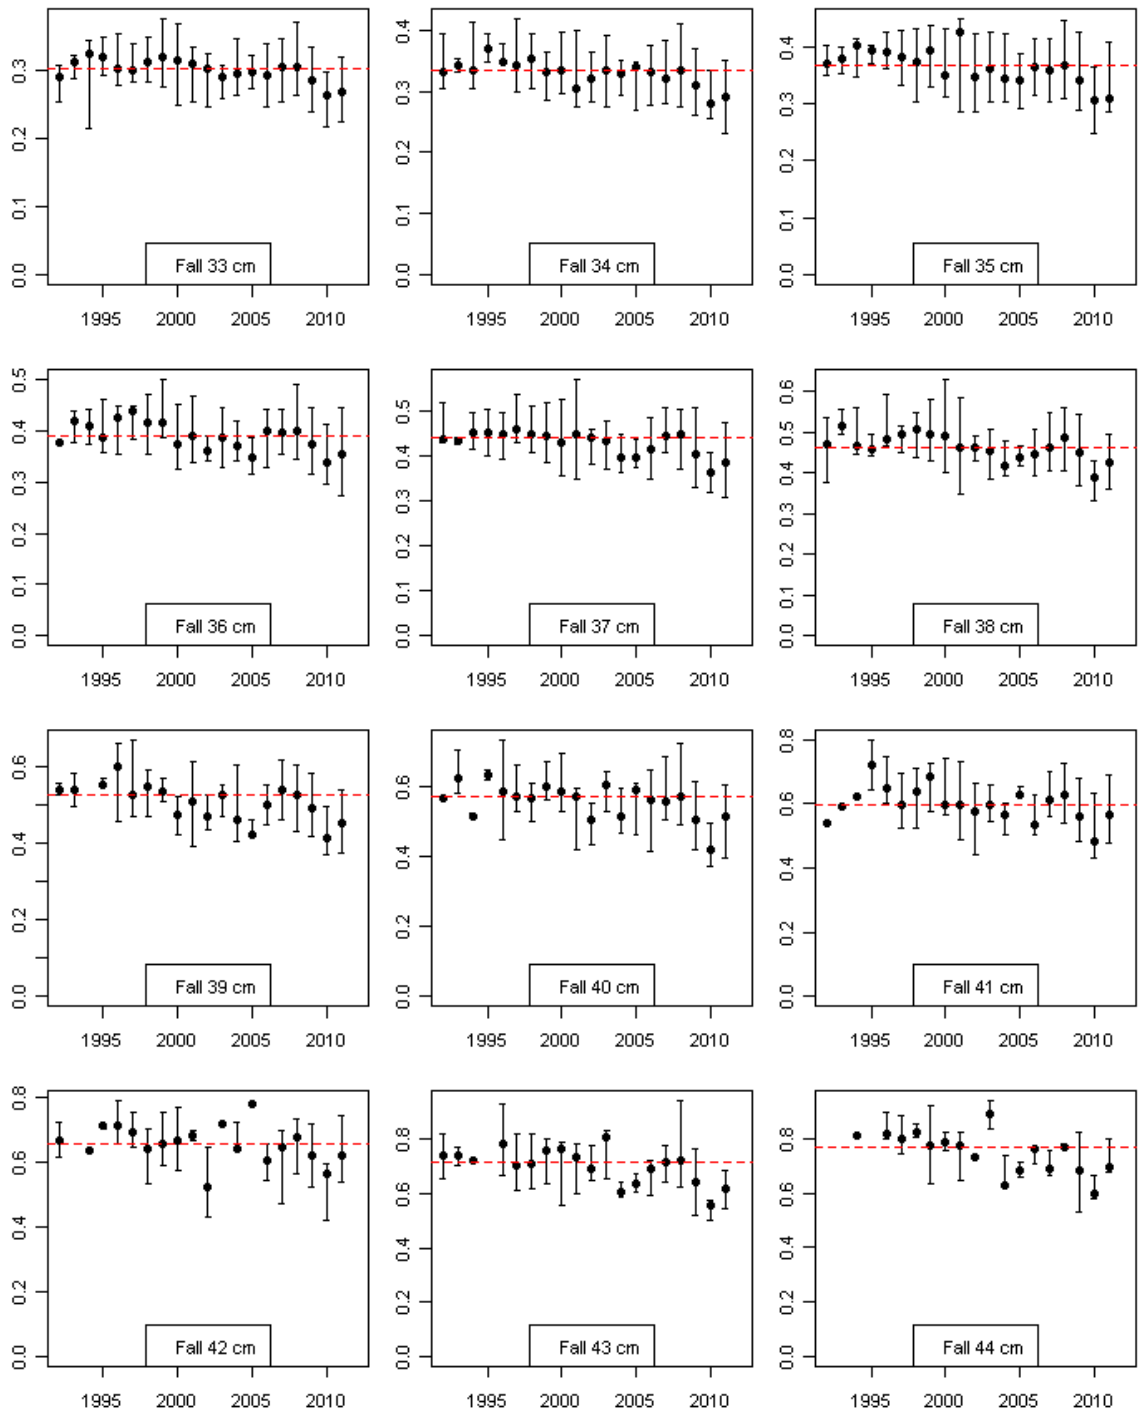 0.0 0.1 0.2 0.3
Fall 33 cm
1995 2000 2005 2010
0.0 0.1 0.2 0.3 0.4
Fall 34 cm
1995 2000 2005 2010
0.0 0.1 0.2 0.3 0.4
Fall 35 cm
1995 2000 2005 2010
0.0 0.1 0.2 0.3 0.4 0.5
Fall 36 cm
1995 2000 2005 2010
0.0 0.1 0.2 0.3 0.4 0.5
Fall 37 cm
1995 2000 2005 2010
0.0 0.1 0.2 0.3 0.4 0.5 0.6
Fall 38 cm
1995 2000 2005 2010
0.0 0.2 0.4 0.6
Fall 39 cm
1995 2000 2005 2010
0.0 0.2 0.4 0.6
Fall 40 cm
1995 2000 2005 2010
0.0 0.2 0.4 0.6 0.8
Fall 41 cm
1995 2000 2005 2010
0.0 0.2 0.4 0.6 0.8
Fall 42 cm
1995 2000 2005 2010
0.0 0.2 0.4 0.6 0.8
Fall 43 cm
1995 2000 2005 2010
0.0 0.2 0.4 0.6 0.8
Fall 44 cm
1995 2000 2005 2010